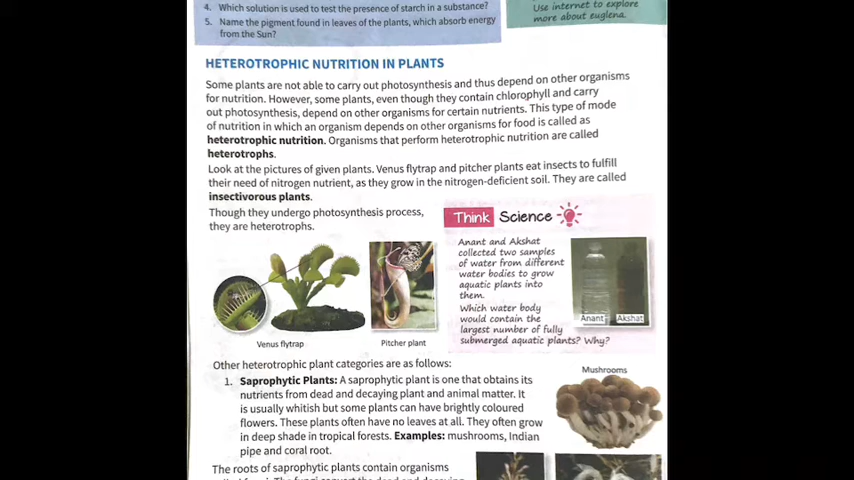 4. Which solution is used to test the presence of starch in a substance?
5. Name the pigment found in leaves of the plants, which absorb energy
from the Sun?
Use internet to explore
more about euglena.
HETEROTROPHIC NUTRITION IN PLANTS
Some plants are not able to carry out photosynthesis and thus depend on other organisms
for nutrition. However, some plants, even though they contain chlorophyll and carry
out photosynthesis, depend on other organisms for certain nutrients. This type of mode
of nutrition in which an organism depends on other organisms for food is called as
heterotrophic nutrition. Organisms that perform heterotrophic nutrition are called
heterotrophs.
Look at the pictures of given plants. Venus flytrap and pitcher plants eat insects to fulfill
their need of nitrogen nutrient, as they grow in the nitrogen-deficient soil. They are called
insectivorous plants.
Though they undergo photosynthesis process,
they are heterotrophs.
Venus flytrap
Pitcher plant
Think Science
Anant and Akshat
collected two samples
of water from different
water bodies to grow
aquatic plants into
them.
Which water body
would contain the
largest number of fully
submerged aquatic plants? Why?
Anant
Akshat
Other heterotrophic plant categories are as follows:
1. Saprophytic Plants: A saprophytic plant is one that obtains its
nutrients from dead and decaying plant and animal matter. It
is usually whitish but some plants can have brightly coloured
flowers. These plants often have no leaves at all. They often grow
in deep shade in tropical forests. Examples: mushrooms, Indian
pipe and coral root.
Mushrooms
The roots of saprophytic plants contain organisms